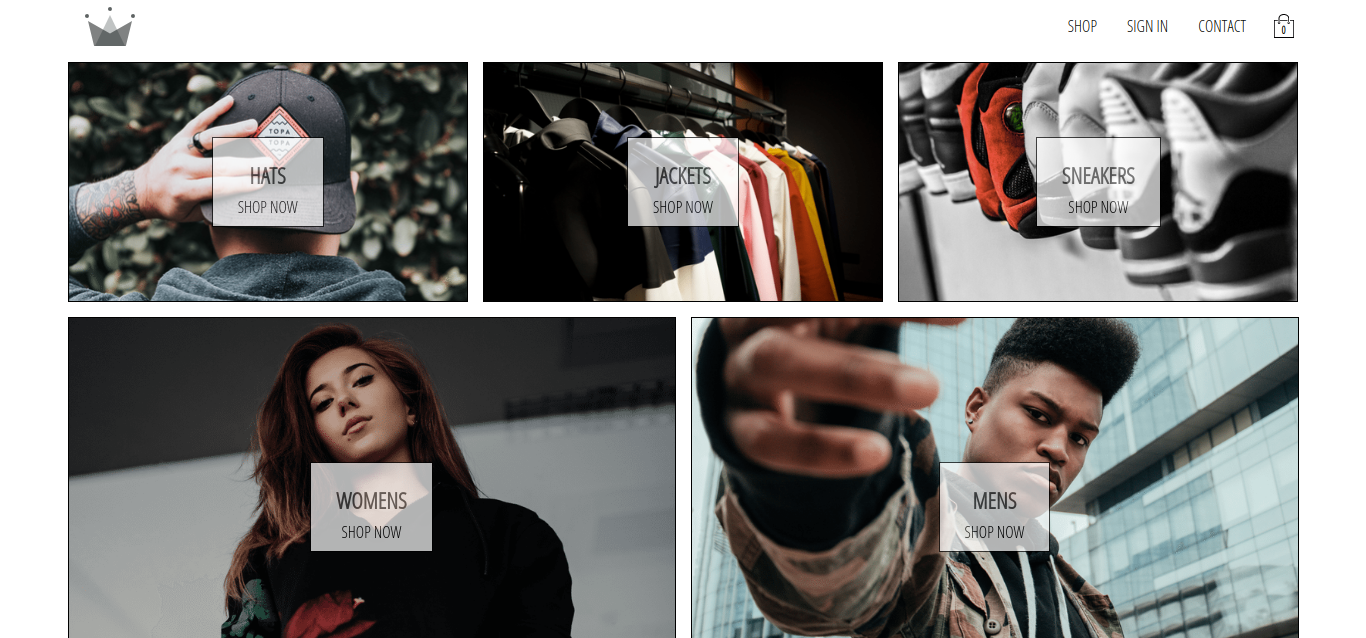 SHOP
SIGN IN
CONTACT
0
TOPA
TOPA
HATS
SHOP NOW
JACKETS
SHOP NOW
SNEAKERS
SHOP NOW
WOMENS
SHOP NOW
MENS
SHOP NOW